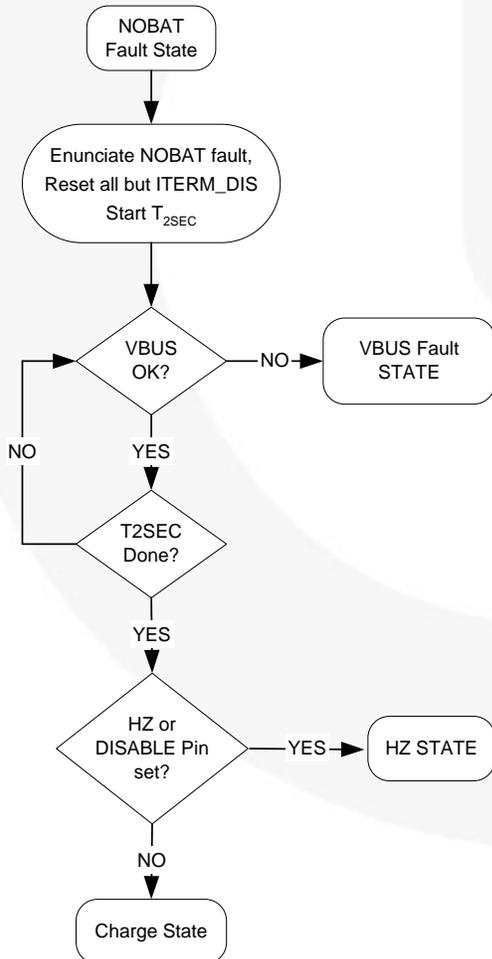 NOBAT
Fault State
Enunciate NOBAT fault,
Reset all but ITERM_DIS
Start T2SEC
VBUS
OK?
NO
VBUS Fault
STATE
NO
YES
T2SEC
Done?
YES
HZ or
DISABLE Pin
set?
YES
HZ STATE
NO
Charge State